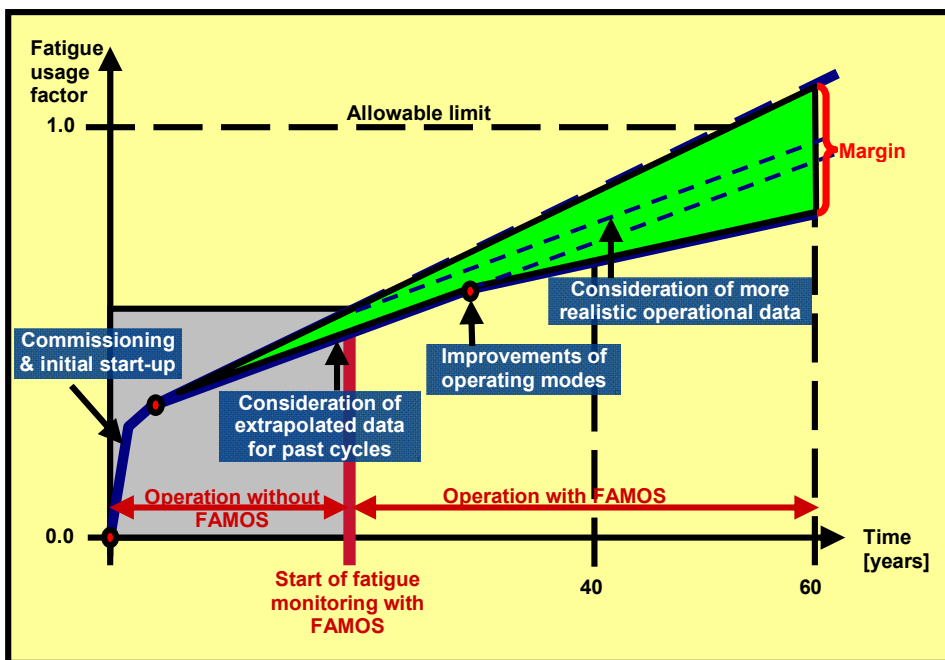 Fatigue
usage
factor
Allowable limit
1.0
Margin
Consideration of more
realistic operational data
Commissioning
& initial start-up
Improvements of
operating modes
Consideration of
extrapolated data
for past cycles
Operation without
FAMOS
Operation with FAMOS
0.0
Time
[years]
Start of fatigue
monitoring with
FAMOS
40
60